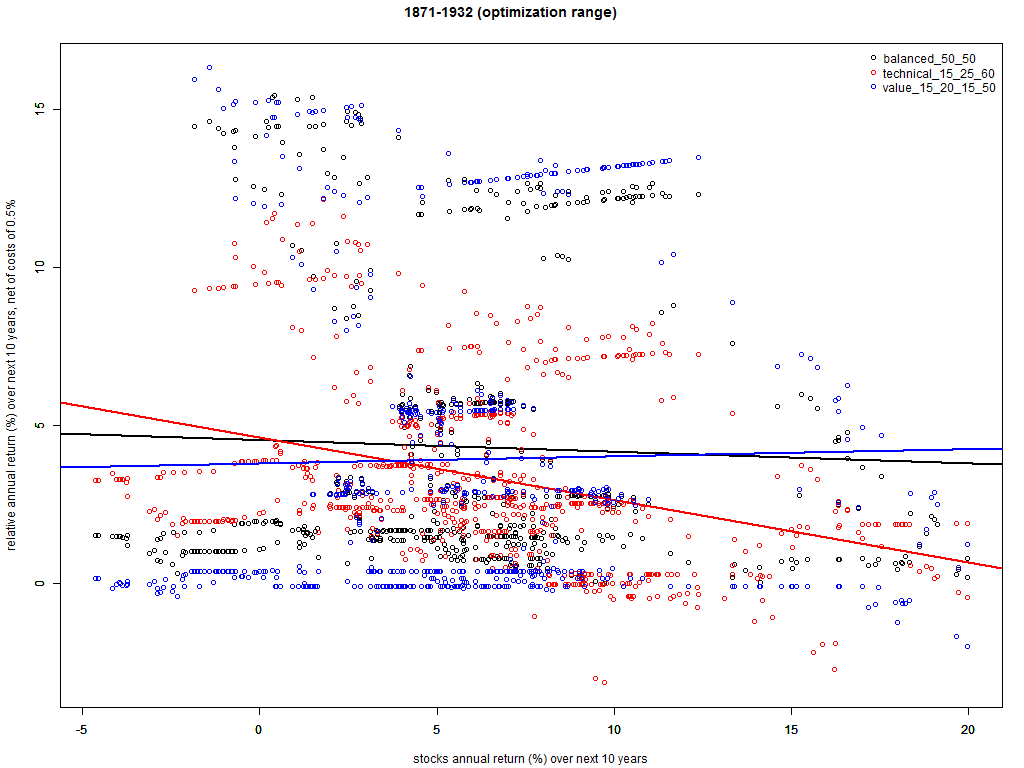 1871-1932 (optimization range)
balanced_50_50
technical_15_25_60
value_15_20_15_50
relative annual return (%) over next 10 years, net of costs of 0.5%
15
10
5
0
-5 0 5 10 15 20
stocks annual return (%) over next 10 years